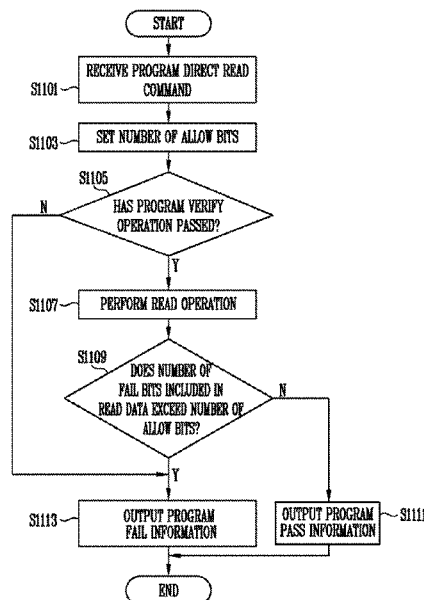 START
S1101
RECEIVE PROGRAM DIRECT READ
COMMAND
S1103
SET NUMBER OF ALLOW BITS
S1105
HAS PROGRAM VERIFY
OPERATION PASSED?
N
Y
S1107
PERFORM READ OPERATION
S1109
DOES NUMBER OF
FAIL BITS INCLUDED IN
READ DATA EXCEED NUMBER OF
ALLOW BITS?
N
Y
S1113
OUTPUT PROGRAM
FAIL INFORMATION
OUTPUT PROGRAM
PASS INFORMATION
S1111
END